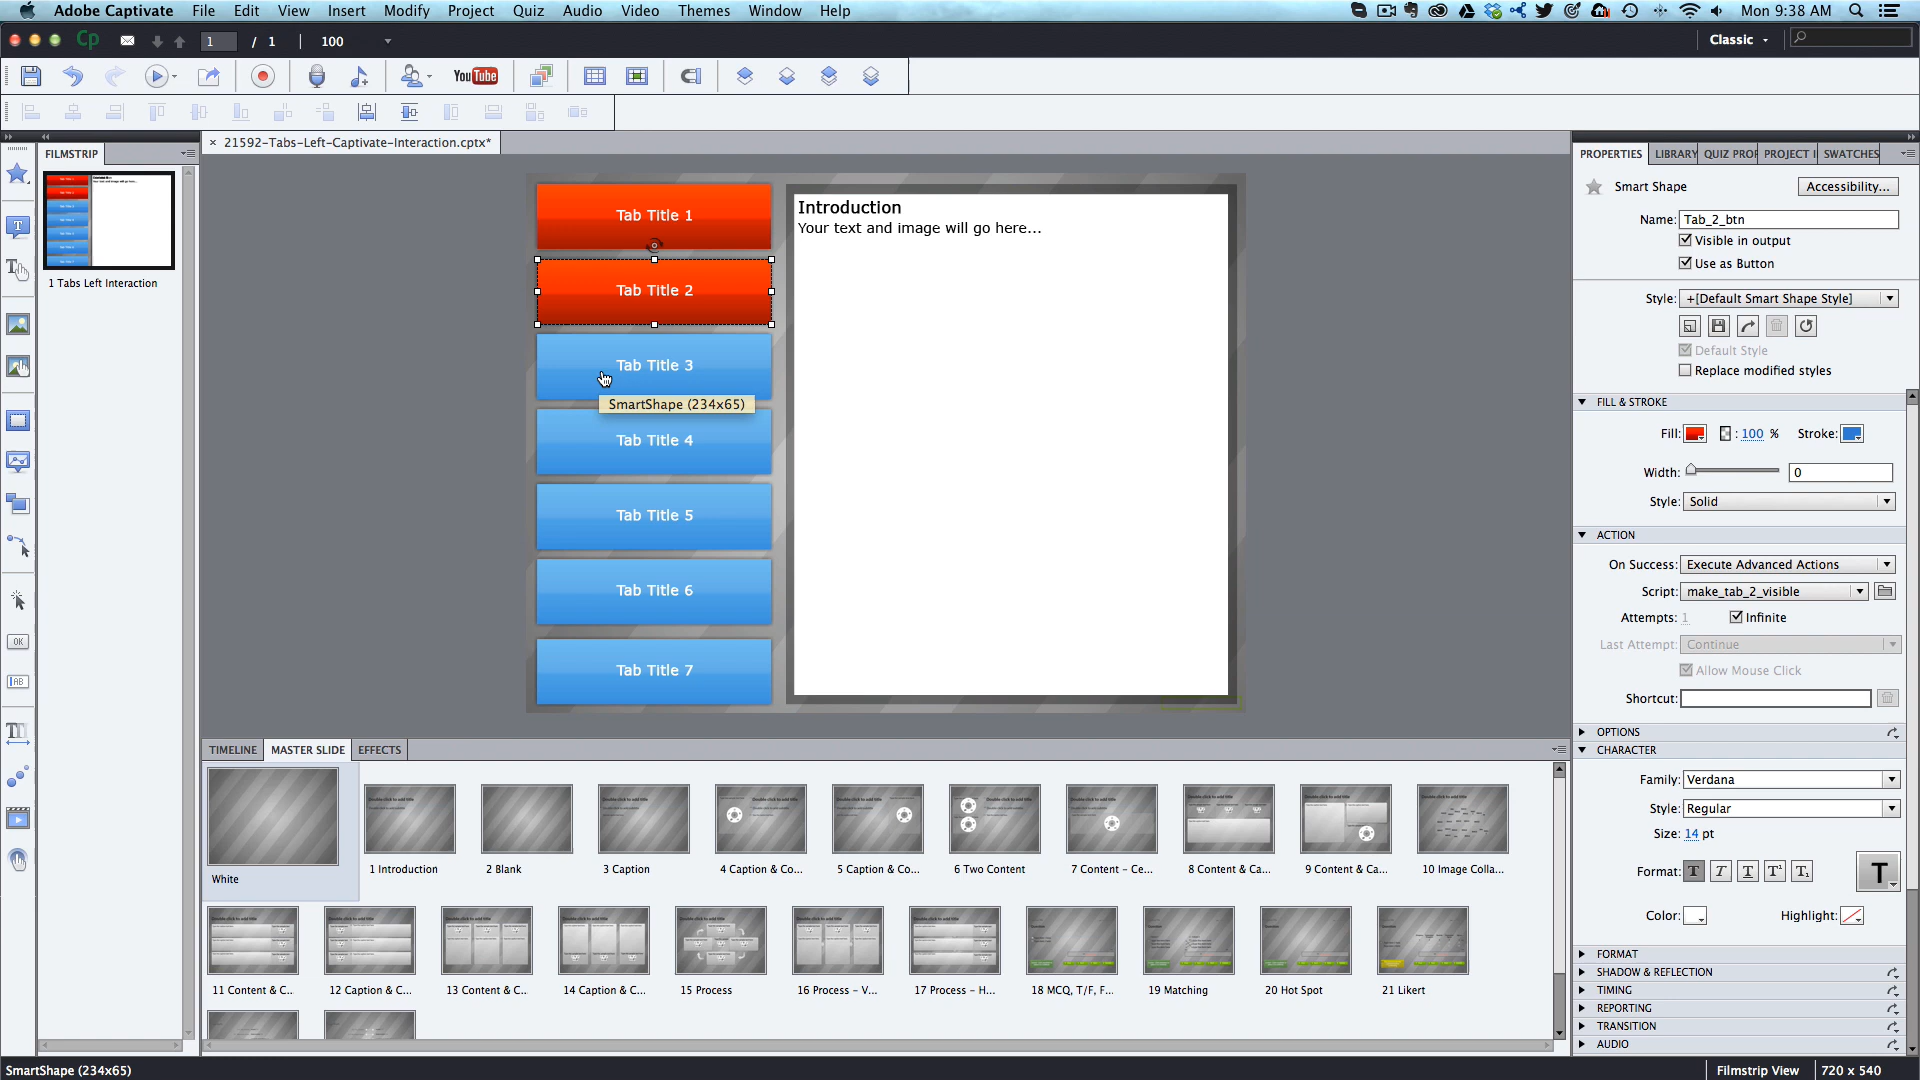 Adobe Captivate File Edit View Insert Modify Project Quiz Audio Video Themes Window Help Mon 9:38 AM
Cp 1 / 1 100 Classic
YouTube
FILMSTRIP × 21592-Tabs-Left-Captivate-Interaction.cptx*
1 Tabs Left Interaction
Tab Title 1
Tab Title 2
Tab Title 3
SmartShape (234x65)
Tab Title 4
Tab Title 5
Tab Title 6
Tab Title 7
Introduction
Your text and image will go here...
PROPERTIES LIBRARY QUIZ PROP PROJECT I SWATCHES
Smart Shape Accessibility...
Name: Tab_2_btn
Visible in output
Use as Button
Style: +[Default Smart Shape Style]
Default Style
Replace modified styles
FILL & STROKE
Fill: : 100 % Stroke:
Width: 0
Style: Solid
ACTION
On Success: Execute Advanced Actions
Script: make_tab_2_visible
Attempts: 1 Infinite
Last Attempt: Continue
Allow Mouse Click
Shortcut:
OPTIONS
CHARACTER
Family: Verdana
Style: Regular
Size: 14 pt
Format: T T T T¹ T₁ T
Color: Highlight:
FORMAT
SHADOW & REFLECTION
TIMING
REPORTING
TRANSITION
AUDIO
TIMELINE MASTER SLIDE EFFECTS
White 1 Introduction 2 Blank 3 Caption 4 Caption & Co... 5 Caption & Co... 6 Two Content 7 Content - Ce... 8 Content & Ca... 9 Content & Ca... 10 Image Colla...
11 Content & C... 12 Caption & C... 13 Content & C... 14 Caption & C... 15 Process 16 Process - V... 17 Process - H... 18 MCQ, T/F, F... 19 Matching 20 Hot Spot 21 Likert
SmartShape (234x65) Filmstrip View 720 x 540